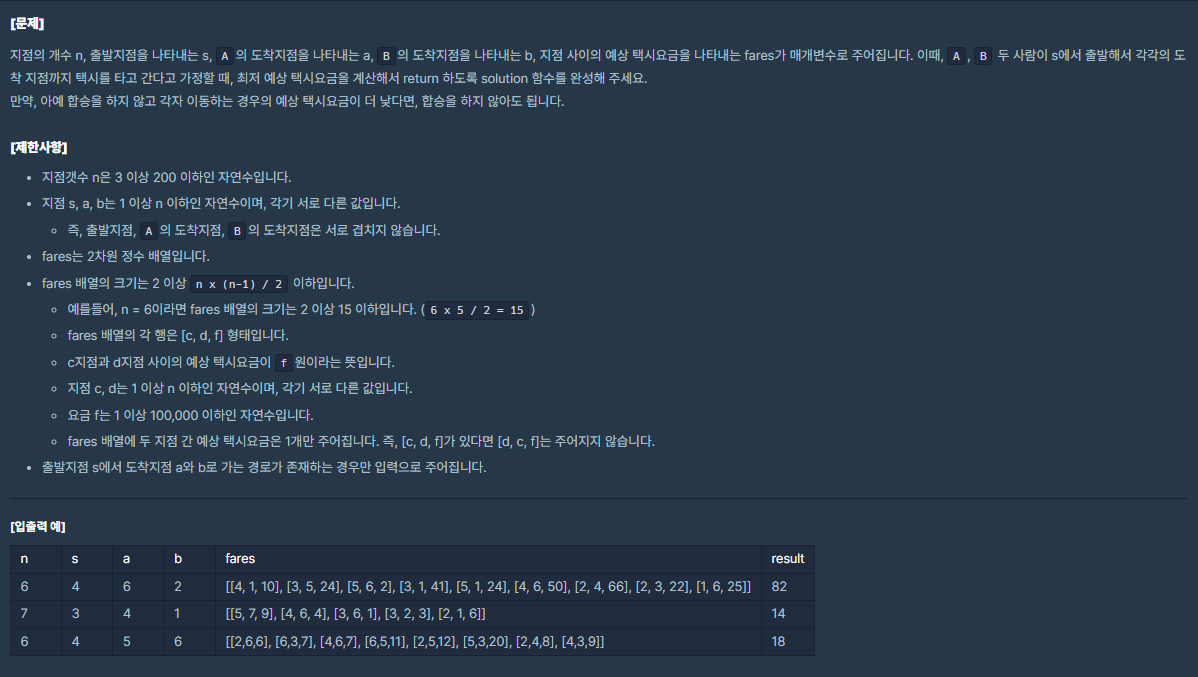 [문제]
지점의 개수 n, 출발지점을 나타내는 s, A 의 도착지점을 나타내는 a, B 의 도착지점을 나타내는 b, 지점 사이의 예상 택시요금을 나타내는 fares가 매개변수로 주어집니다. 이때, A , B 두 사람이 s에서 출발해서 각각의 도
착 지점까지 택시를 타고 간다고 가정할 때, 최저 예상 택시요금을 계산해서 return 하도록 solution 함수를 완성해 주세요.
만약, 아예 합승을 하지 않고 각자 이동하는 경우의 예상 택시요금이 더 낮다면, 합승을 하지 않아도 됩니다.
[제한사항]
• 지점갯수 n은 3 이상 200 이하인 자연수입니다.
• 지점 s, a, b는 1 이상 n 이하인 자연수이며, 각기 서로 다른 값입니다.
◦ 즉, 출발지점, A 의 도착지점, B 의 도착지점은 서로 겹치지 않습니다.
• fares는 2차원 정수 배열입니다.
• fares 배열의 크기는 2 이상 n x (n-1) / 2 이하입니다.
◦ 예를들어, n = 6이라면 fares 배열의 크기는 2 이상 15 이하입니다. ( 6 x 5 / 2 = 15 )
◦ fares 배열의 각 행은 [c, d, f] 형태입니다.
◦ c지점과 d지점 사이의 예상 택시요금이 f 원이라는 뜻입니다.
◦ 지점 c, d는 1 이상 n 이하인 자연수이며, 각기 서로 다른 값입니다.
◦ 요금 f는 1 이상 100,000 이하인 자연수입니다.
◦ fares 배열에 두 지점 간 예상 택시요금은 1개만 주어집니다. 즉, [c, d, f]가 있다면 [d, c, f]는 주어지지 않습니다.
• 출발지점 s에서 도착지점 a와 b로 가는 경로가 존재하는 경우만 입력으로 주어집니다.
[입출력 예]
n s a b fares result
6 4 6 2 [[4, 1, 10], [3, 5, 24], [5, 6, 2], [3, 1, 41], [5, 1, 24], [4, 6, 50], [2, 4, 66], [2, 3, 22], [1, 6, 25]] 82
7 3 4 1 [[5, 7, 9], [4, 6, 4], [3, 6, 1], [3, 2, 3], [2, 1, 6]] 14
6 4 5 6 [[2,6,6], [6,3,7], [4,6,7], [6,5,11], [2,5,12], [5,3,20], [2,4,8], [4,3,9]] 18